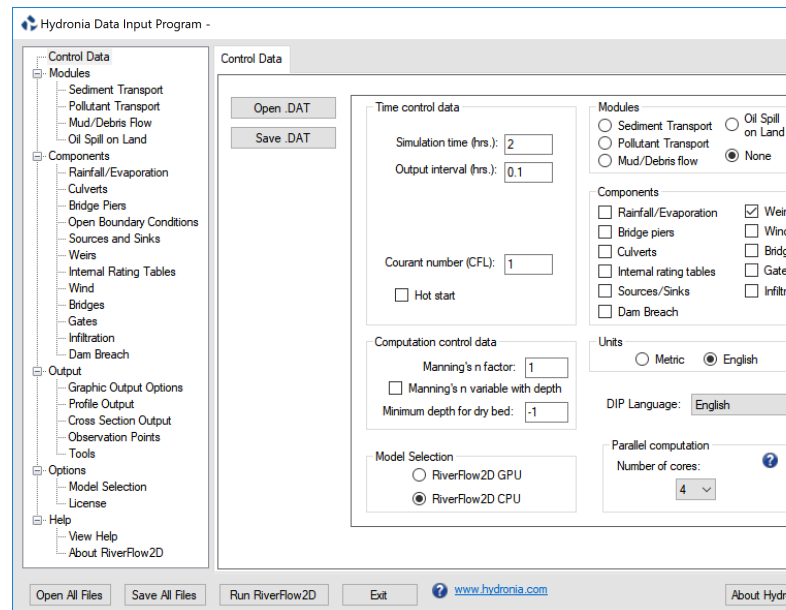 Hydronia Data Input Program -
Control Data
Modules
Sediment Transport
Pollutant Transport
Mud/Debris Flow
Oil Spill on Land
Components
Rainfall/Evaporation
Culverts
Bridge Piers
Open Boundary Conditions
Sources and Sinks
Weirs
Internal Rating Tables
Wind
Bridges
Gates
Infiltration
Dam Breach
Output
Graphic Output Options
Profile Output
Cross Section Output
Observation Points
Tools
Options
Model Selection
License
Help
View Help
About RiverFlow2D
Control Data
Open .DAT
Save .DAT
Time control data
Simulation time (hrs.): 2
Output interval (hrs.): 0.1
Courant number (CFL): 1
Hot start
Computation control data
Manning's n factor: 1
Manning's n variable with depth
Minimum depth for dry bed: -1
Model Selection
RiverFlow2D GPU
RiverFlow2D CPU
Modules
Sediment Transport
Pollutant Transport
Mud/Debris flow
Oil Spill
on Land
None
Components
Rainfall/Evaporation
Bridge piers
Culverts
Internal rating tables
Sources/Sinks
Dam Breach
Weir
Wind
Bridg
Gate
Infiltr
Units
Metric English
DIP Language: English
Parallel computation
Number of cores:
4
?
Open All Files Save All Files Run RiverFlow2D Exit ? www.hydronia.com About Hydr